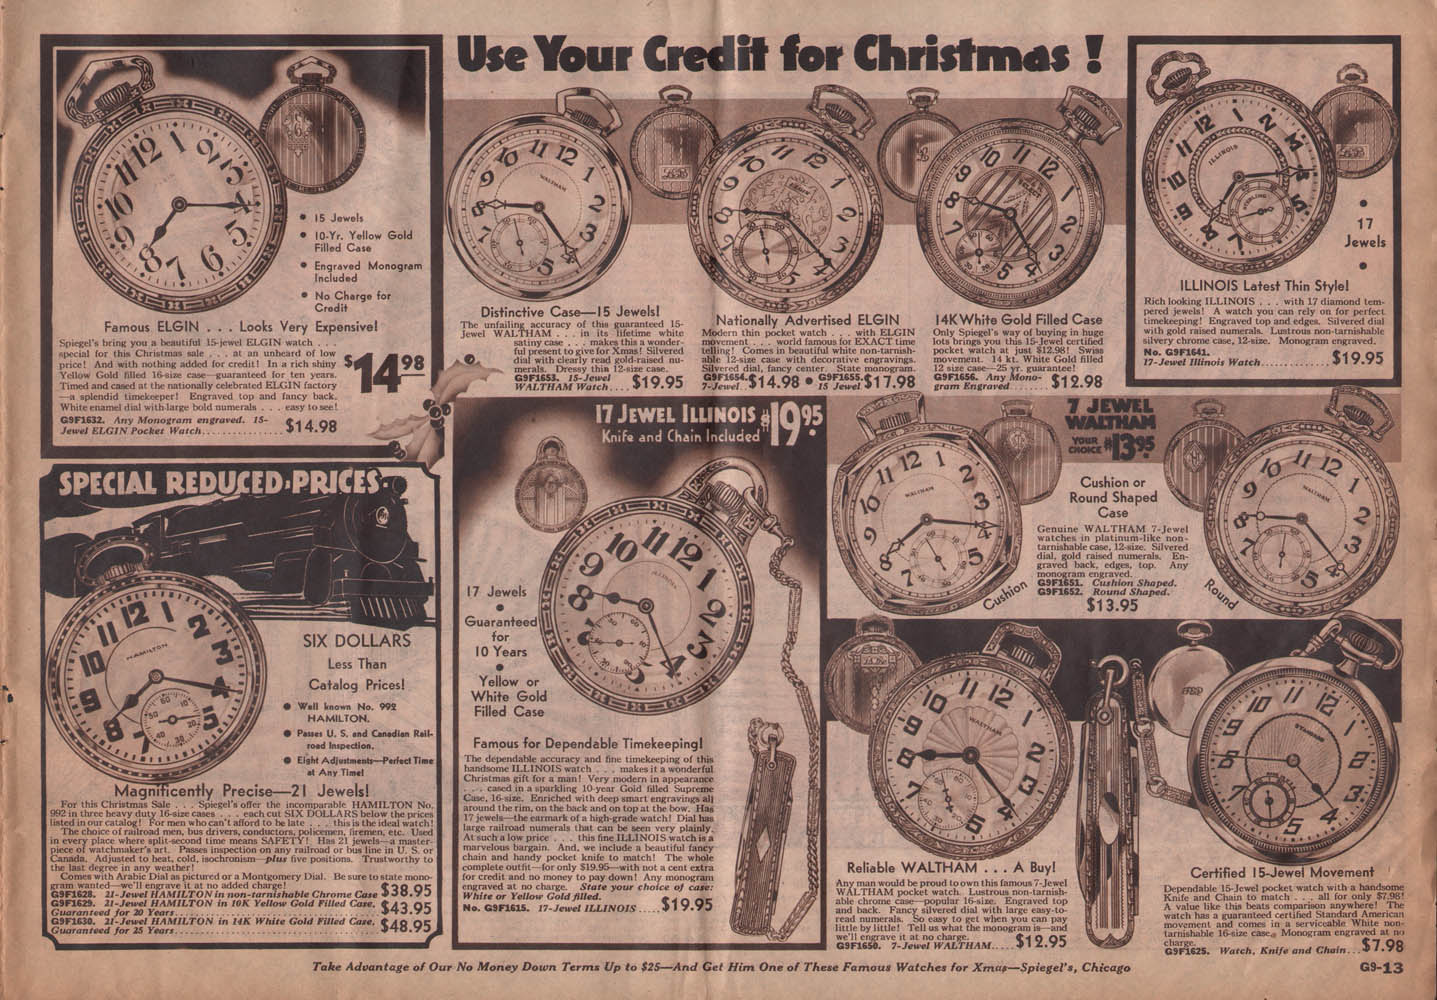 Use Your Credit for Christmas !
• 15 Jewels
• 10-Yr. Yellow Gold
Filled Case
• Engraved Monogram
Included
• No Charge for
Credit
Famous ELGIN . . . Looks Very Expensive!
Spiegel's bring you a beautiful 15-jewel ELGIN watch . . .
special for this Christmas sale . . . at an unheard of low
price! And with nothing added for credit! In a rich shiny
Yellow Gold filled 16-size case—guaranteed for ten years.
Timed and cased at the nationally celebrated ELGIN factory
—a splendid timekeeper! Engraved top and fancy back.
White enamel dial with large bold numerals . . . easy to see!
G9F1632. Any Monogram engraved. 15-
Jewel ELGIN Pocket Watch............... $14.98
$14.98
WALTHAM
Distinctive Case—15 Jewels!
The unfailing accuracy of this guaranteed 15-
Jewel WALTHAM . . . in its lifetime white
satiny case . . . makes this a wonder-
ful present to give for Xmas! Silvered
dial with clearly read gold-raised nu-
merals. Dressy thin 12-size case.
G9F1653. 15-Jewel
WALTHAM Watch.... $19.95
ELGIN
Nationally Advertised ELGIN
Modern thin pocket watch . . . with ELGIN
movement . . . world famous for EXACT time
telling! Comes in beautiful white non-tarnish-
able 12-size case with decorative engravings.
Silvered dial, fancy center. State monogram.
G9F1654. 7-Jewel.. $14.98 • G9F1655. 15 Jewel. $17.98
14K White Gold Filled Case
Only Spiegel's way of buying in huge
lots brings you this 15-Jewel certified
pocket watch at just $12.98! Swiss
movement. 14 kt. White Gold filled
12 size case—25 yr. guarantee!
G9F1656. Any Mono-
gram Engraved.... $12.98
ILLINOIS
• 17
Jewels
•
ILLINOIS Latest Thin Style!
Rich looking ILLINOIS . . . with 17 diamond tem-
pered jewels! A watch you can rely on for perfect
timekeeping! Engraved top and edges. Silvered dial
with gold raised numerals. Lustrous non-tarnishable
silvery chrome case, 12-size. Monogram engraved.
No. G9F1641.
17-Jewel Illinois Watch........... $19.95
SPECIAL REDUCED PRICES
HAMILTON
SIX DOLLARS
Less Than
Catalog Prices!
• Well known No. 992
HAMILTON.
• Passes U. S. and Canadian Rail-
road Inspection.
• Eight Adjustments—Perfect Time
at Any Time!
Magnificently Precise—21 Jewels!
For this Christmas Sale . . . Spiegel's offer the incomparable HAMILTON No.
992 in three heavy duty 16-size cases . . . each cut SIX DOLLARS below the prices
listed in our catalog! For men who can't afford to be late . . . this is the ideal watch!
The choice of railroad men, bus drivers, conductors, policemen, firemen, etc. Used
in every place where split-second time means SAFETY! Has 21 jewels—a master-
piece of watchmaker's art. Passes inspection on any railroad or bus line in U. S. or
Canada. Adjusted to heat, cold, isochronism—plus five positions. Trustworthy to
the last degree in any weather!
Comes with Arabic Dial as pictured or a Montgomery Dial. Be sure to state mono-
gram wanted—we'll engrave it at no added charge!
G9F1628. 21-Jewel HAMILTON in non-tarnishable Chrome Case $38.95
G9F1629. 21-Jewel HAMILTON in 10K Yellow Gold Filled Case.
Guaranteed for 20 Years............ $43.95
G9F1630. 21-Jewel HAMILTON in 14K White Gold Filled Case.
Guaranteed for 25 Years............ $48.95
17 JEWEL ILLINOIS $19.95
Knife and Chain Included
ILLINOIS
17 Jewels
•
Guaranteed
for
10 Years
•
Yellow or
White Gold
Filled Case
Famous for Dependable Timekeeping!
The dependable accuracy and fine timekeeping of this
handsome ILLINOIS watch . . . makes it a wonderful
Christmas gift for a man! Very modern in appearance
. . . cased in a sparkling 10-year Gold filled Supreme
Case, 16-size. Enriched with deep smart engravings all
around the rim, on the back and on top at the bow. Has
17 jewels—the earmark of a high-grade watch! Dial has
large railroad numerals that can be seen very plainly.
At such a low price . . . this fine ILLINOIS watch is a
marvelous bargain. And, we include a beautiful fancy
chain and handy pocket knife to match! The whole
complete outfit—for only $19.95—with not a cent extra
for credit and no money to pay down! Any monogram
engraved at no charge. State your choice of case:
White or Yellow Gold filled.
No. G9F1615. 17-Jewel ILLINOIS..... $19.95
7 JEWEL
WALTHAM
YOUR
CHOICE $13.95
WALTHAM
Cushion or
Round Shaped
Case
Genuine WALTHAM 7-Jewel
watches in platinum-like non-
tarnishable case, 12-size. Silvered
dial, gold raised numerals. En-
graved back, edges, top. Any
monogram engraved.
G9F1651. Cushion Shaped.
G9F1652. Round Shaped.
$13.95
Cushion
Round
WALTHAM
WALTHAM
Reliable WALTHAM . . . A Buy!
Any man would be proud to own this famous 7-Jewel
WALTHAM pocket watch. Lustrous non-tarnish-
able chrome case—popular 16-size. Engraved top
and back. Fancy silvered dial with large easy-to-
read numerals. So easy to get when you can pay
little by little! Tell us what the monogram is—and
we'll engrave it at no charge.
G9F1650. 7-Jewel WALTHAM.... $12.95
STANDARD
Certified 15-Jewel Movement
Dependable 15-Jewel pocket watch with a handsome
Knife and Chain to match . . . all for only $7.98!
A value like this beats comparison anywhere! The
watch has a guaranteed certified Standard American
movement and comes in a serviceable White non-
tarnishable 16-size case. Monogram engraved at no
charge.
G9F1625. Watch, Knife and Chain... $7.98
Take Advantage of Our No Money Down Terms Up to $25—And Get Him One of These Famous Watches for Xmas—Spiegel's, Chicago
G9-13